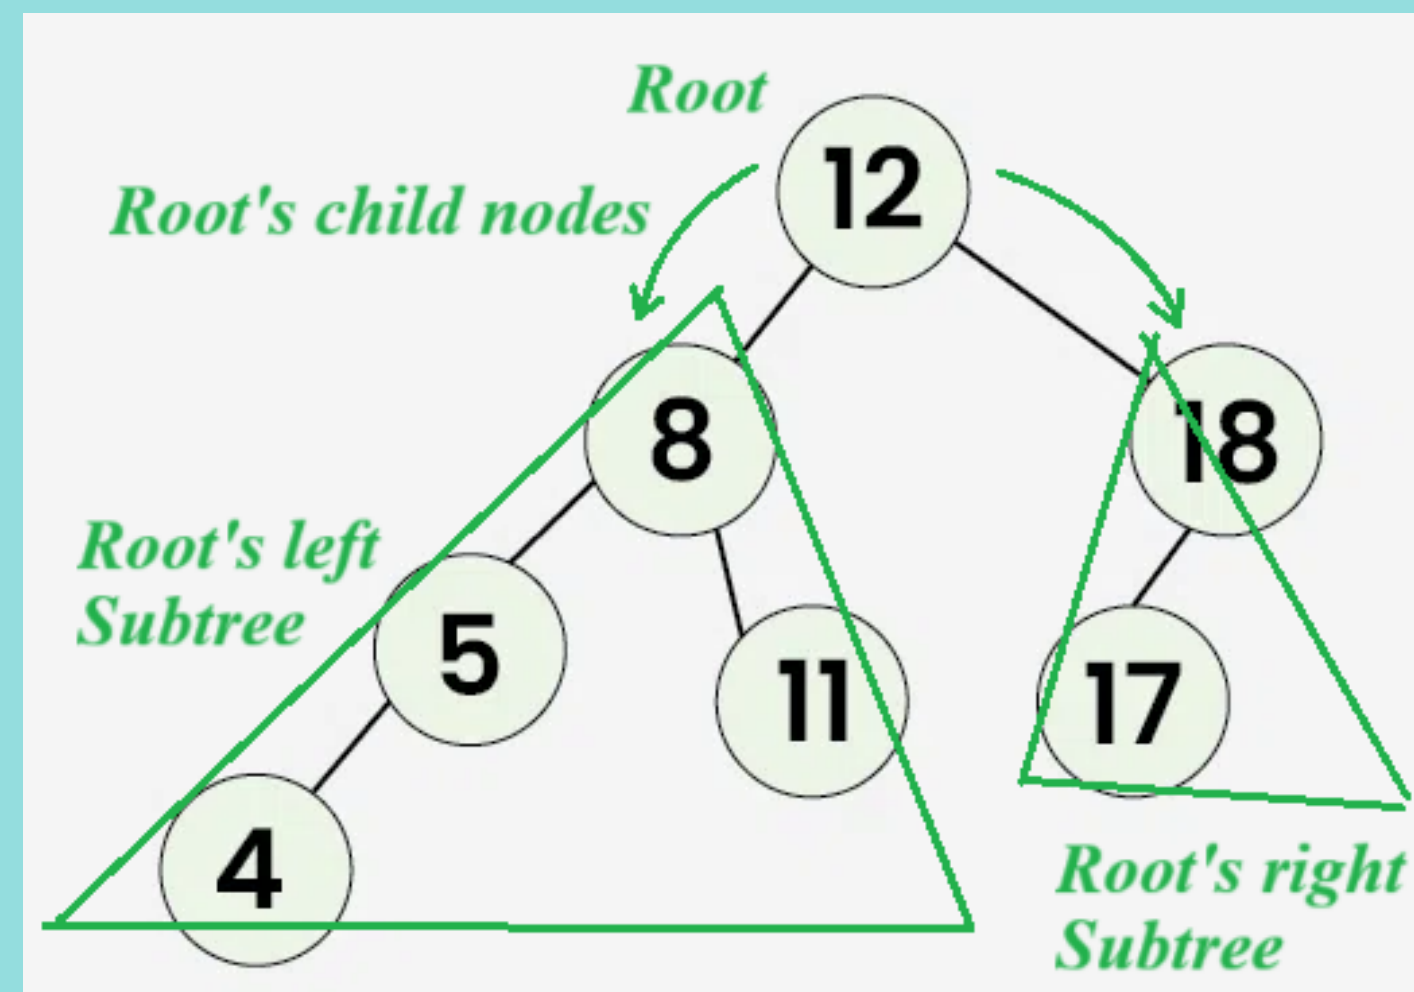 Root
12
Root's child nodes
8
18
Root's left
Subtree
5
11
17
4
Root's right
Subtree